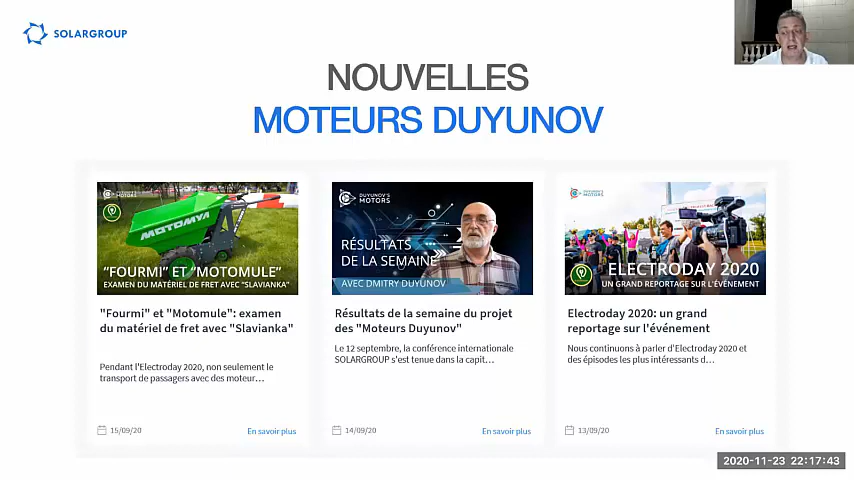 SOLARGROUP
NOUVELLES
MOTEURS DUYUNOV
MOTOMYA
"FOURMI" ET "MOTOMULE"
EXAMEN DU MATÉRIEL DE FRET AVEC "SLAVIANKA"
"Fourmi" et "Motomule": examen
du matériel de fret avec "Slavianka"
Pendant l'Electroday 2020, non seulement le
transport de passagers avec des moteur…
15/09/20
En savoir plus
DUYUNOV'S
MOTORS
RÉSULTATS
DE LA SEMAINE
AVEC DMITRY DUYUNOV
Résultats de la semaine du projet
des "Moteurs Duyunov"
Le 12 septembre, la conférence internationale
SOLARGROUP s'est tenue dans la capit…
14/09/20
En savoir plus
DUYUNOV'S
MOTORS
ELECTRODAY 2020
UN GRAND REPORTAGE SUR L'ÉVÉNEMENT
Electroday 2020: un grand
reportage sur l'événement
Nous continuons à parler d'Electroday 2020 et
des épisodes les plus intéressants d…
13/09/20
En savoir plus
2020-11-23 22:17:43